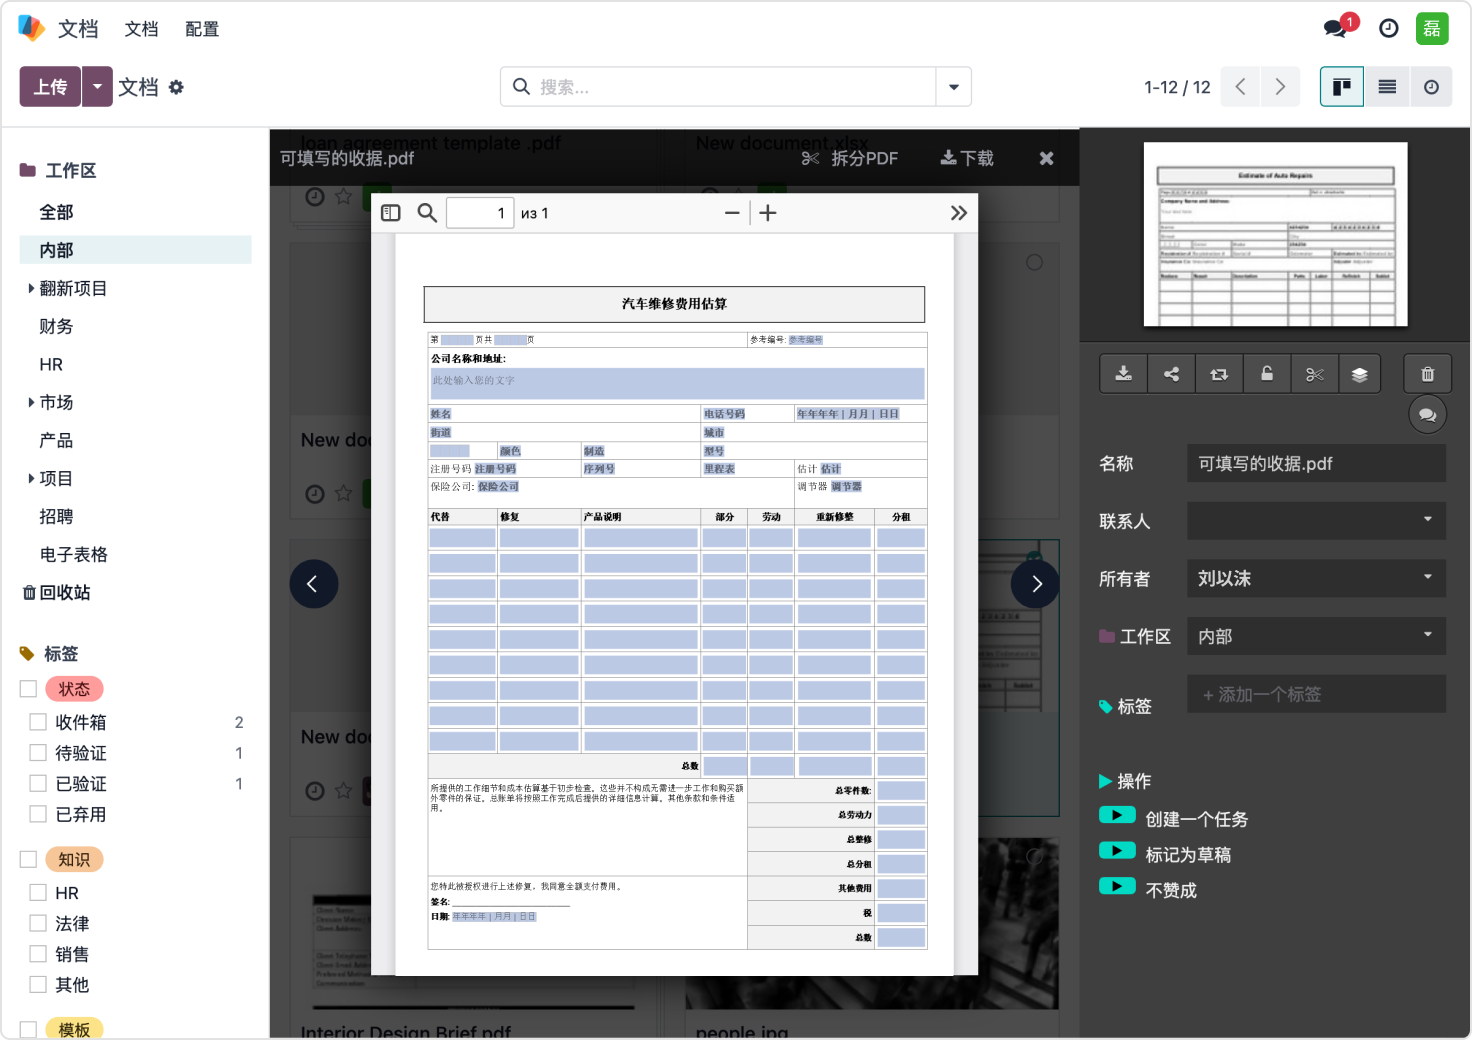 文档
文档
配置
1
磊
上传
文档
搜索...
1-12 / 12
工作区
全部
内部
翻新项目
财务
HR
市场
产品
项目
招聘
电子表格
回收站
标签
状态
收件箱 2
待验证 1
已验证 1
已弃用
知识
HR
法律
销售
其他
模板
loan agreement template .pdf
New document.xlsx
可填写的收据.pdf
拆分PDF
下载
New doc
New doc
Interior Design Brief.pdf
people.jpg
1 из 1
汽车维修费用估算
第 页共 页
参考编号: 参考编号
公司名称和地址:
此处输入您的文字
姓名 电话号码 年年年年 | 月月 | 日日
街道 城市
颜色 制造 型号
注册号码 注册号码 序列号 里程表 估计 估计
保险公司: 保险公司 调节器 调节器
代替 修复 产品说明 部分 劳动 重新修整 分租
总数
所提供的工作细节和成本估算基于初步检查。这些并不构成无需进一步工作和购买额
外零件的保证。总账单将按照工作完成后提供的详细信息计算。其他条款和条件适
用。
总零件数:
总劳动力
总整修
总分租
其他费用
税
总数
您特此被授权进行上述修复，我同意全额支付费用。
签名:
日期: 年年年年 | 月月 | 日日
Estimate of Auto Repairs
Company Name and Address
名称 可填写的收据.pdf
联系人
所有者 刘以沫
工作区 内部
标签 + 添加一个标签
操作
创建一个任务
标记为草稿
不赞成